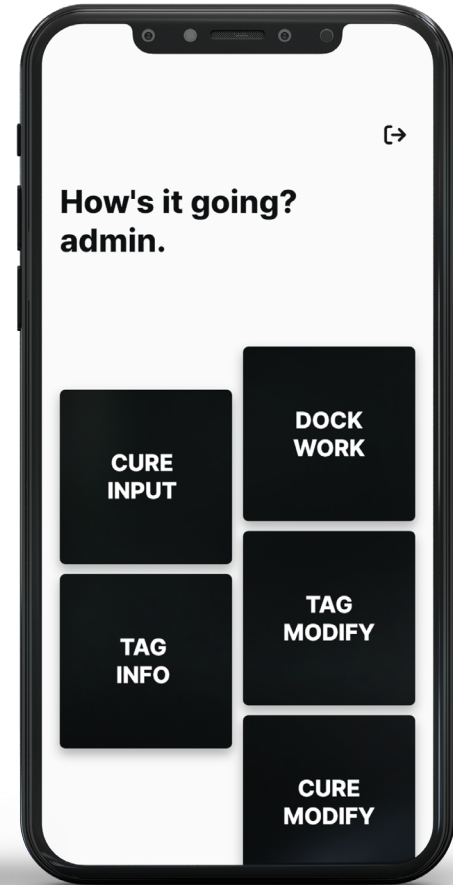 How's it going?
admin.
DOCK
WORK
CURE
INPUT
TAG
MODIFY
TAG
INFO
CURE
MODIFY